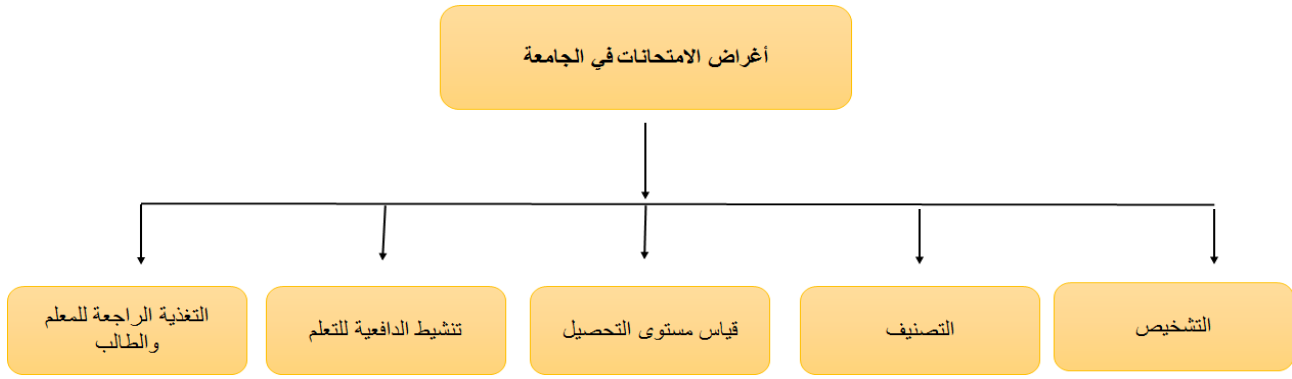 أغراض الامتحانات في الجامعة
التشخيص
التصنيف
قياس مستوى التحصيل
تنشيط الدافعية للتعلم
التغذية الراجعة للمعلم
والطالب